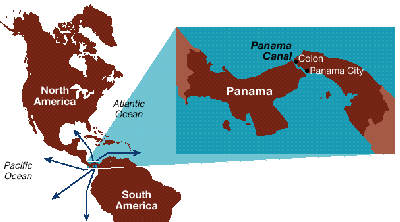 North
America
Atlantic
Ocean
Pacific
Ocean
South
America
Panama
Canal
Colon
Panama City
Panama